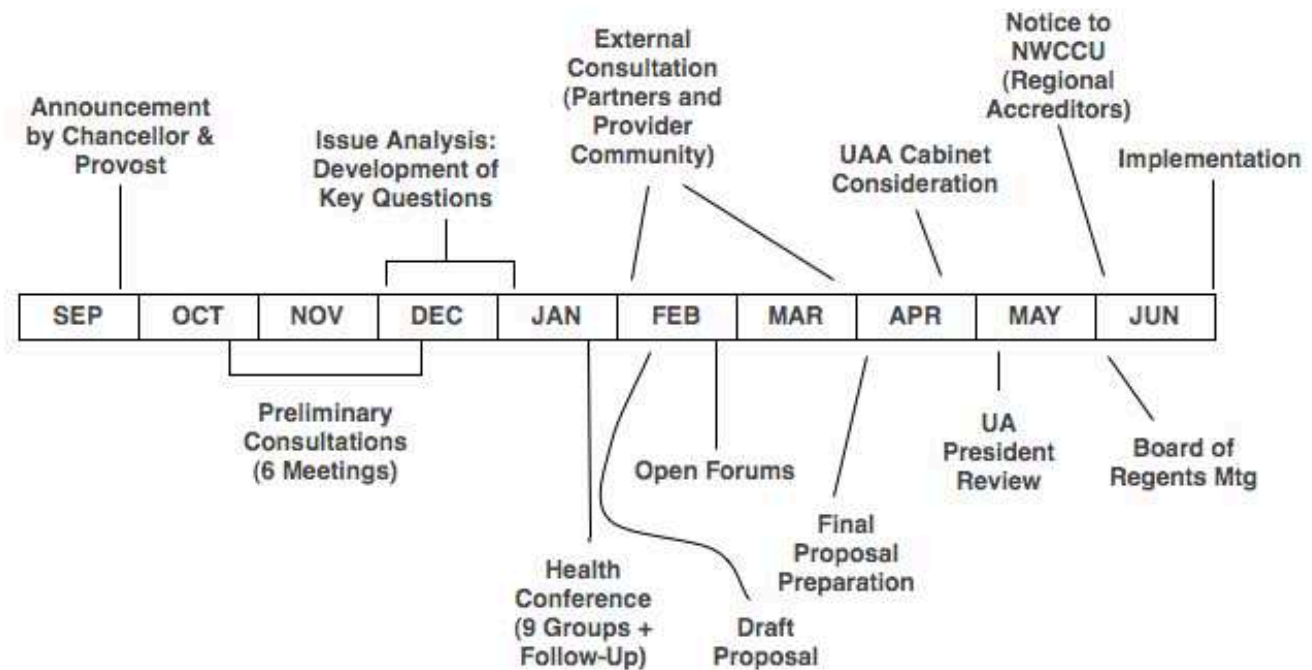 Announcement
by Chancellor &
Provost
Issue Analysis:
Development of
Key Questions
External
Consultation
(Partners and
Provider
Community)
UAA Cabinet
Consideration
Notice to
NWCCU
(Regional
Accreditors)
Implementation
SEP OCT NOV DEC JAN FEB MAR APR MAY JUN
Preliminary
Consultations
(6 Meetings)
Health
Conference
(9 Groups +
Follow-Up)
Open Forums
Draft
Proposal
Final
Proposal
Preparation
UA
President
Review
Board of
Regents Mtg